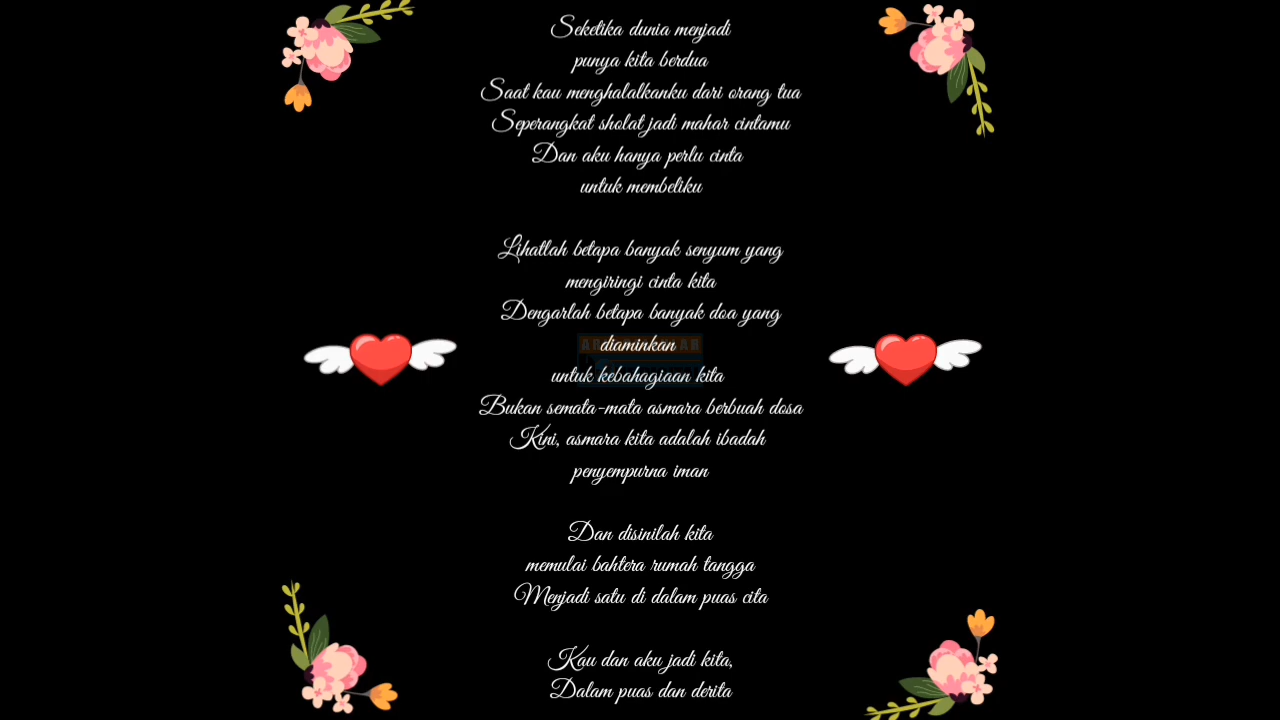 Seketika dunia menjadi
punya kita berdua
Saat kau menghalalkanku dari orang tua
Seperangkat sholat jadi mahar cintamu
Dan aku hanya perlu cinta
untuk membeliku
Lihatlah betapa banyak senyum yang
mengiringi cinta kita
Dengarlah betapa banyak doa yang
diaminkan
untuk kebahagiaan kita
Bukan semata-mata asmara berbuah dosa
Kini, asmara kita adalah ibadah
penyempurna iman
Dan disinilah kita
memulai bahtera rumah tangga
Menjadi satu di dalam puas cita
Kau dan aku jadi kita,
Dalam puas dan derita